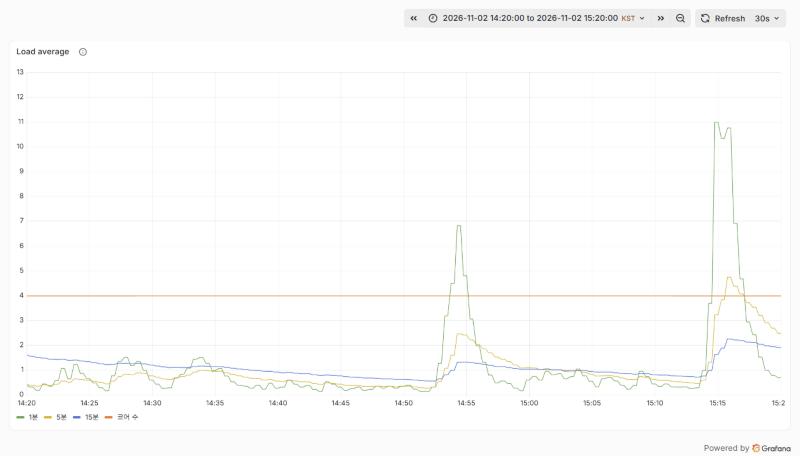 2026-11-02 14:20:00 to 2026-11-02 15:20:00 KST
Refresh 30s
Load average
13
12
11
10
9
8
7
6
5
4
3
2
1
0
14:20 14:25 14:30 14:35 14:40 14:45 14:50 14:55 15:00 15:05 15:10 15:15 15:2
1분 5분 15분 코어 수
Powered by Grafana